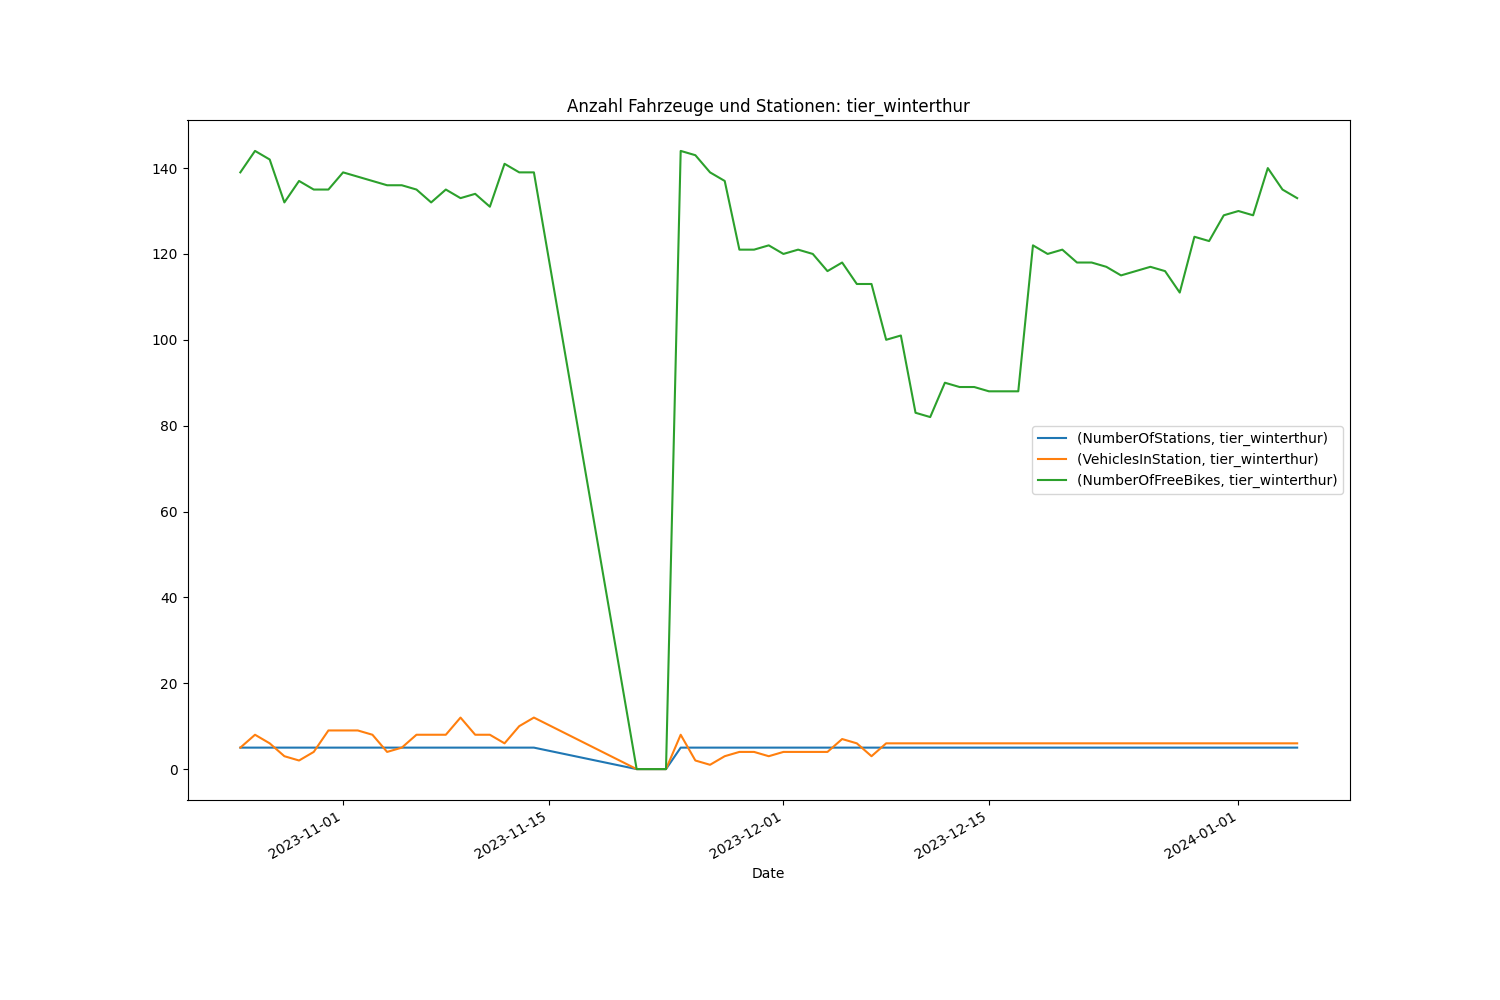 Anzahl Fahrzeuge und Stationen: tier_winterthur
140
120
100
80
60
40
20
0
(NumberOfStations, tier_winterthur)
(VehiclesInStation, tier_winterthur)
(NumberOfFreeBikes, tier_winterthur)
2023-11-01
2023-11-15
2023-12-01
2023-12-15
2024-01-01
Date